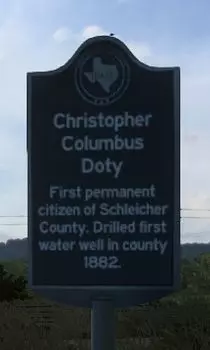 Christopher
Columbus
Doty
First permanent
citizen of Schleicher
County. Drilled first
water well in county
1882.